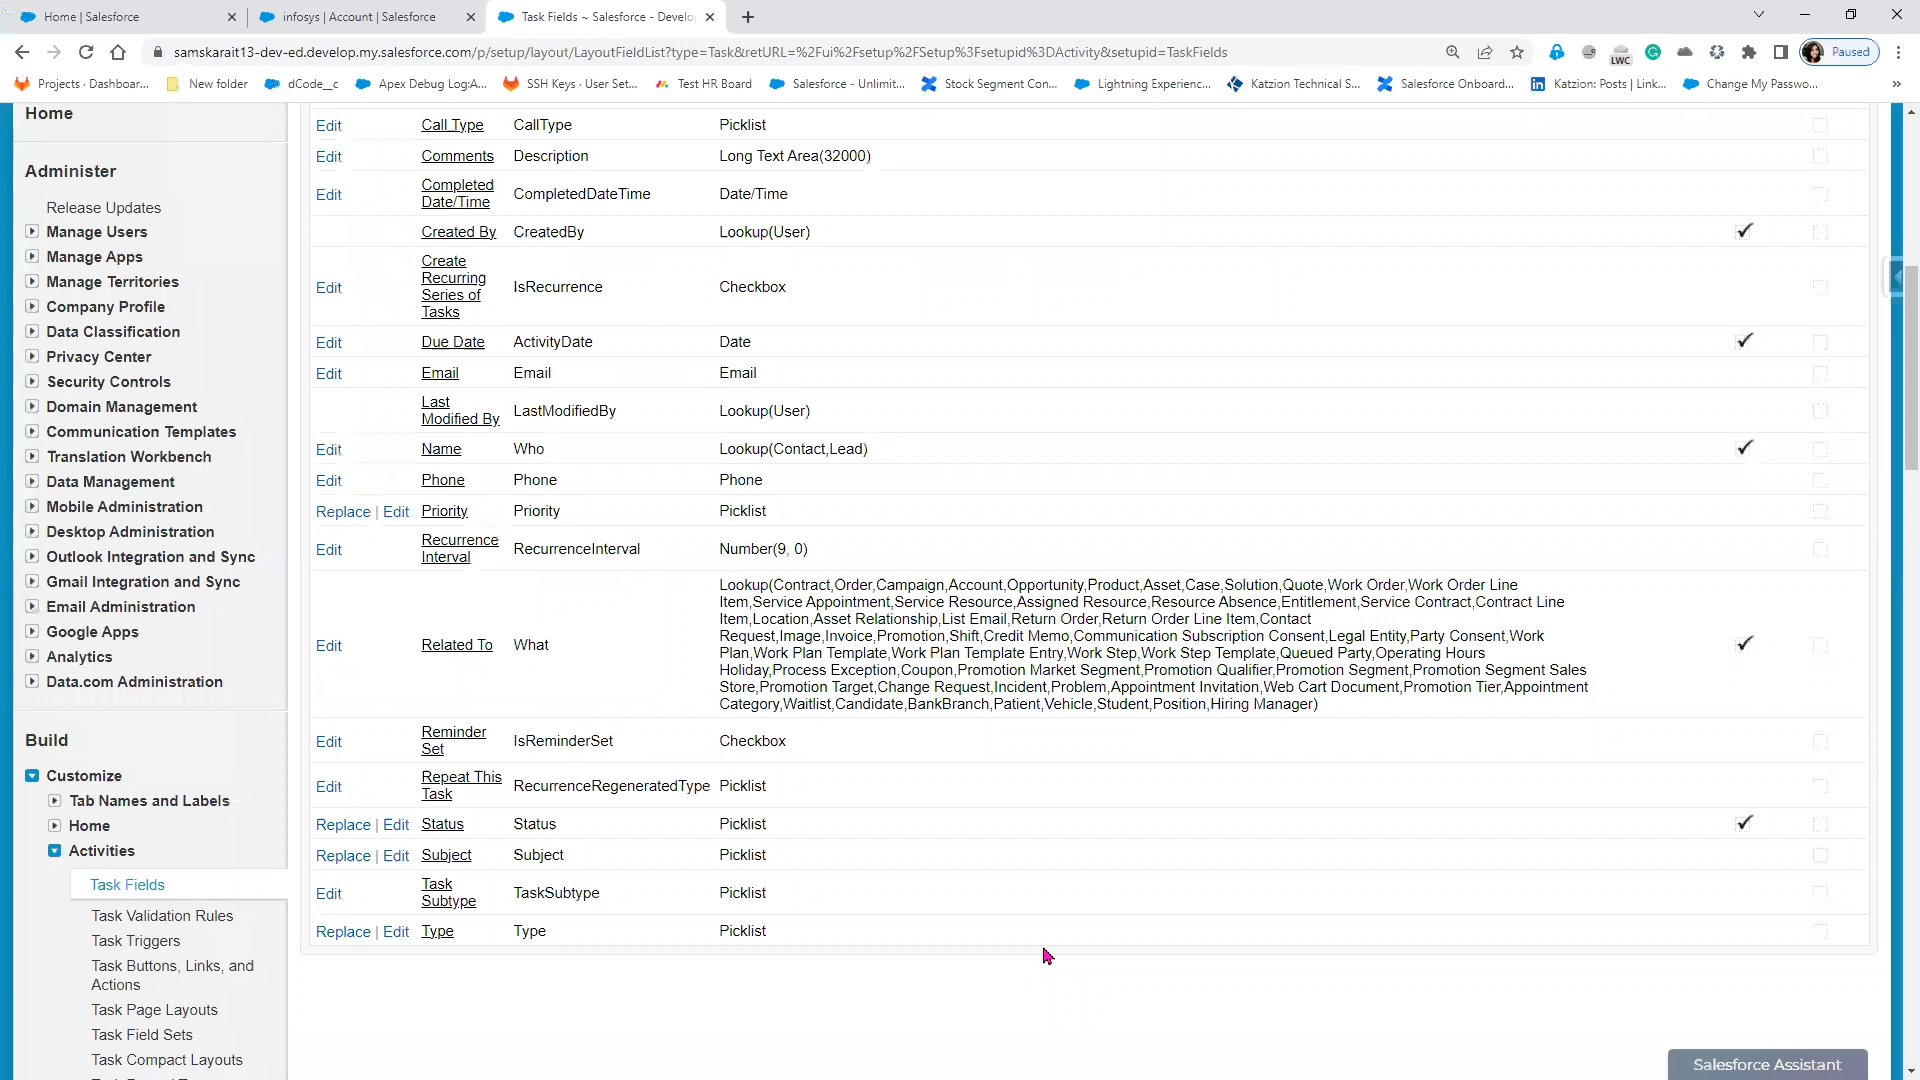 Home | Salesforce
infosys | Account | Salesforce
Task Fields ~ Salesforce - Develo
samskarait13-dev-ed.develop.my.salesforce.com/p/setup/layout/LayoutFieldList?type=Task&retURL=%2Fui%2Fsetup%2FSetup%3Fsetupid%3DActivity&setupid=TaskFields
LWC
Paused
Projects · Dashboar...
New folder
dCode__c
Apex Debug Log:A...
SSH Keys · User Set...
Test HR Board
Salesforce - Unlimit...
Stock Segment Con...
Lightning Experienc...
Katzion Technical S...
Salesforce Onboard...
Katzion: Posts | Link...
Change My Passwo...
Home
Administer
Release Updates
Manage Users
Manage Apps
Manage Territories
Company Profile
Data Classification
Privacy Center
Security Controls
Domain Management
Communication Templates
Translation Workbench
Data Management
Mobile Administration
Desktop Administration
Outlook Integration and Sync
Gmail Integration and Sync
Email Administration
Google Apps
Analytics
Data.com Administration
Build
Customize
Tab Names and Labels
Home
Activities
Task Fields
Task Validation Rules
Task Triggers
Task Buttons, Links, and
Actions
Task Page Layouts
Task Field Sets
Task Compact Layouts
Edit Call Type CallType Picklist
Edit Comments Description Long Text Area(32000)
Edit Completed Date/Time CompletedDateTime Date/Time
Created By CreatedBy Lookup(User)
Edit Create Recurring Series of Tasks IsRecurrence Checkbox
Edit Due Date ActivityDate Date
Edit Email Email Email
Last Modified By LastModifiedBy Lookup(User)
Edit Name Who Lookup(Contact,Lead)
Edit Phone Phone Phone
Replace | Edit Priority Priority Picklist
Edit Recurrence Interval RecurrenceInterval Number(9, 0)
Edit Related To What
Lookup(Contract,Order,Campaign,Account,Opportunity,Product,Asset,Case,Solution,Quote,Work Order,Work Order Line
Item,Service Appointment,Service Resource,Assigned Resource,Resource Absence,Entitlement,Service Contract,Contract Line
Item,Location,Asset Relationship,List Email,Return Order,Return Order Line Item,Contact
Request,Image,Invoice,Promotion,Shift,Credit Memo,Communication Subscription Consent,Legal Entity,Party Consent,Work
Plan,Work Plan Template,Work Plan Template Entry,Work Step,Work Step Template,Queued Party,Operating Hours
Holiday,Process Exception,Coupon,Promotion Market Segment,Promotion Qualifier,Promotion Segment,Promotion Segment Sales
Store,Promotion Target,Change Request,Incident,Problem,Appointment Invitation,Web Cart Document,Promotion Tier,Appointment
Category,Waitlist,Candidate,BankBranch,Patient,Vehicle,Student,Position,Hiring Manager)
Edit Reminder Set IsReminderSet Checkbox
Edit Repeat This Task RecurrenceRegeneratedType Picklist
Replace | Edit Status Status Picklist
Replace | Edit Subject Subject Picklist
Edit Task Subtype TaskSubtype Picklist
Replace | Edit Type Type Picklist
Salesforce Assistant